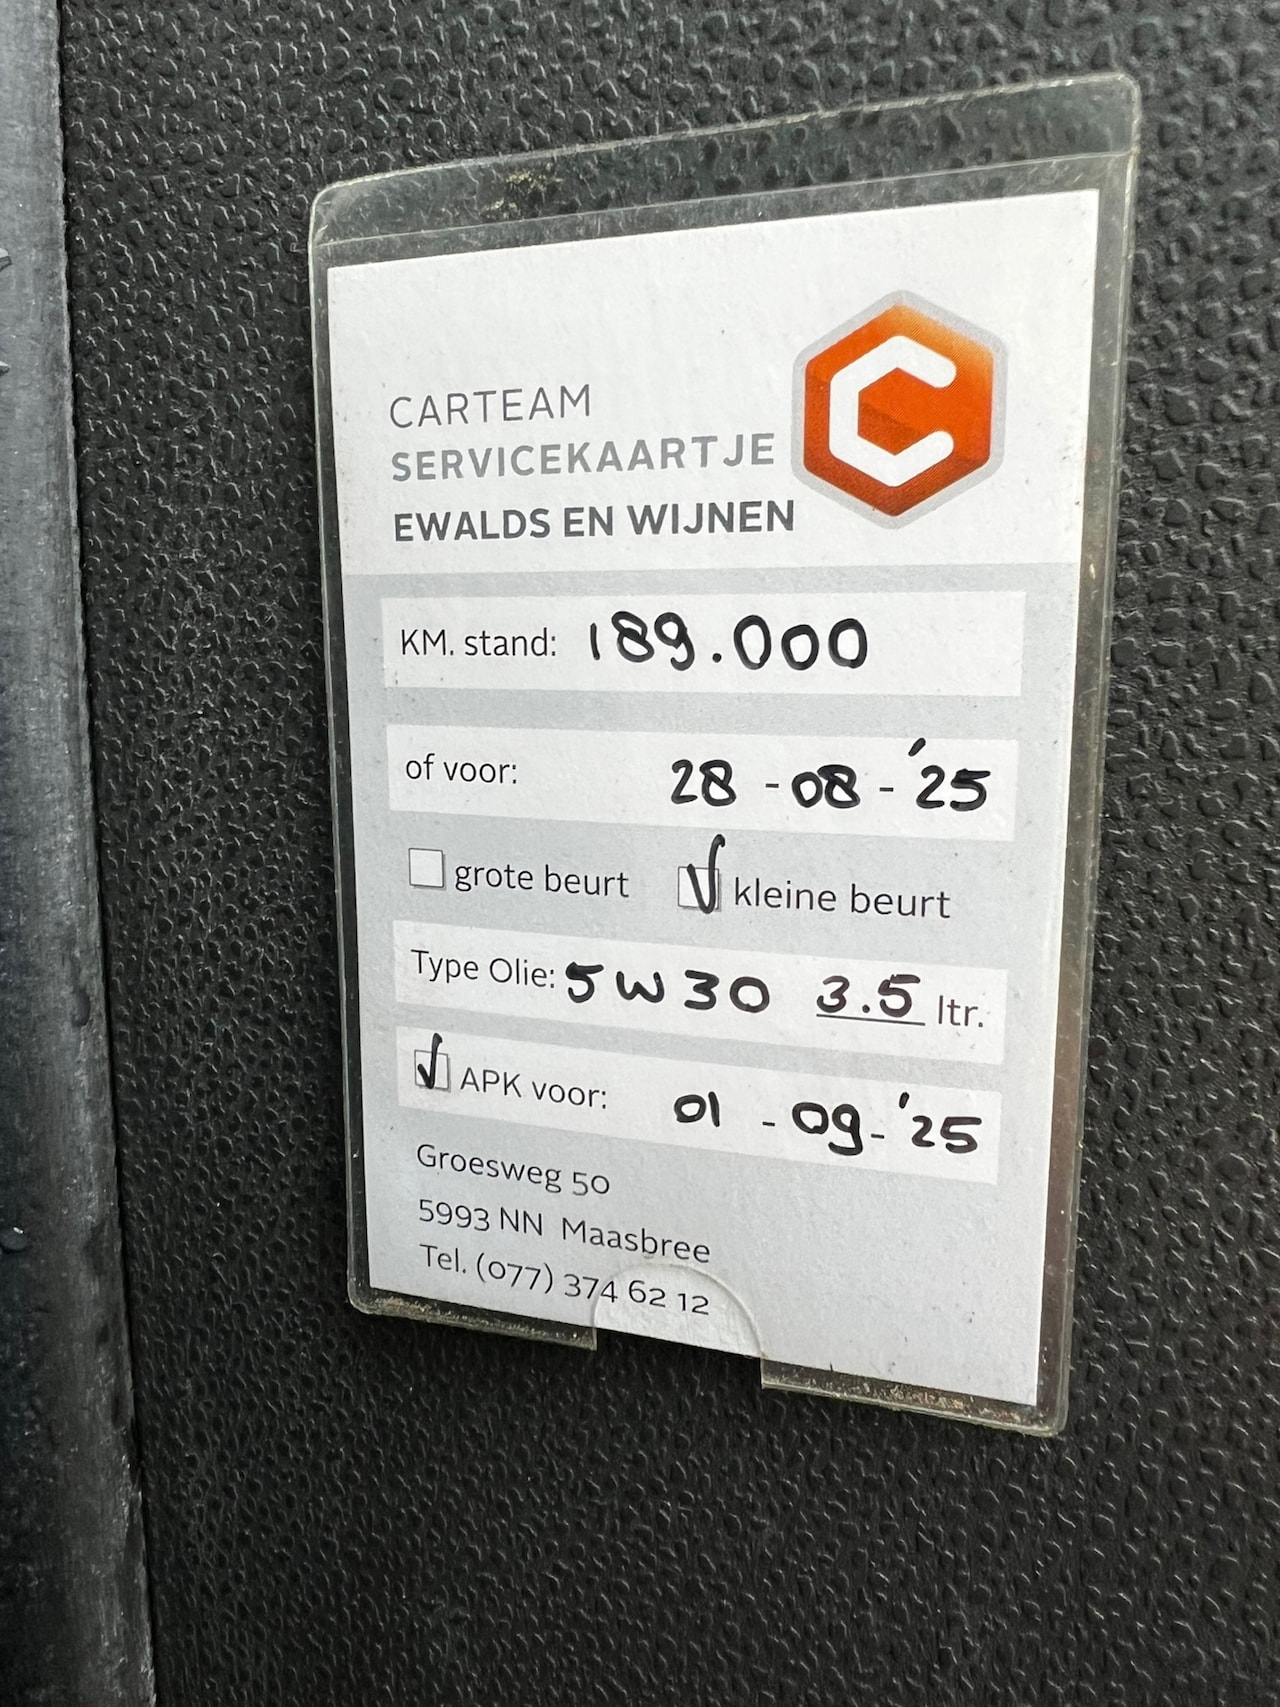 CARTEAM
SERVICEKAARTJE
EWALDS EN WIJNEN
KM. stand: 189.000
of voor: 28-08-'25
grote beurt kleine beurt
Type Olie: 5W30 3.5 ltr.
APK voor: 01-09-'25
Groesweg 50
5993 NN Maasbree
Tel. (077) 374 62 12